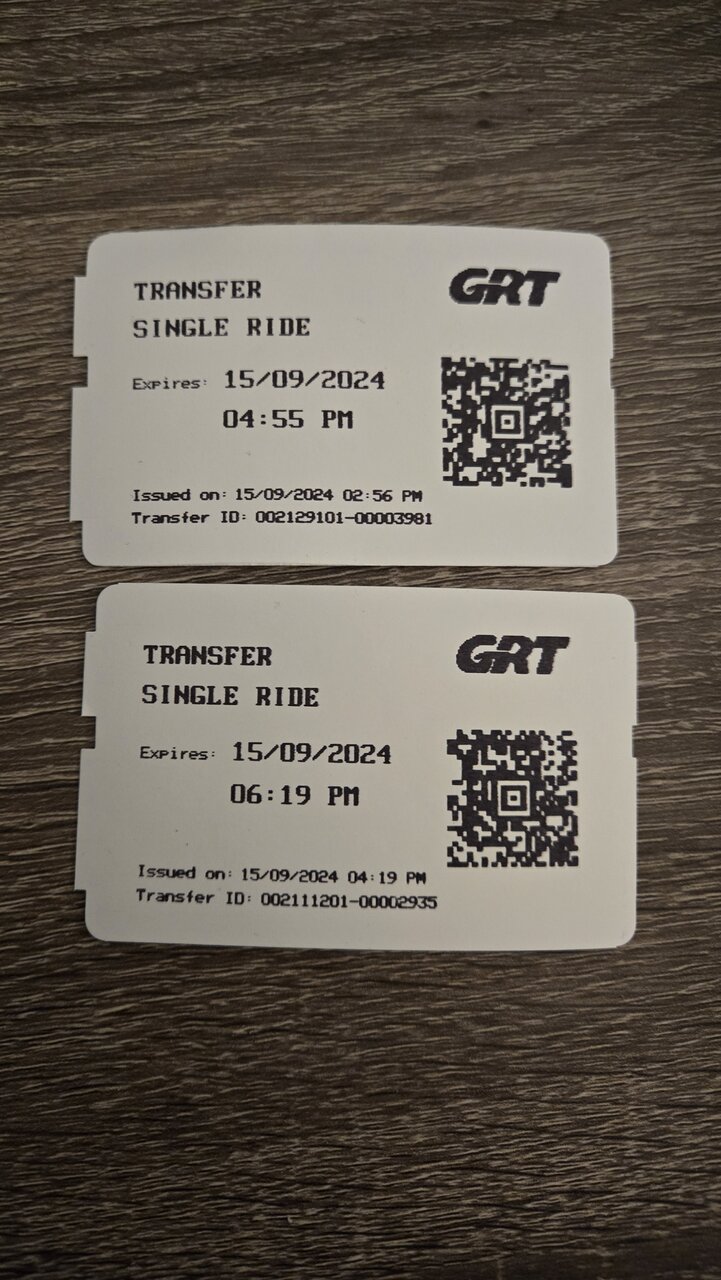 TRANSFER
GRT
SINGLE RIDE
Expires: 15/09/2024
04:55 PM
Issued on: 15/09/2024 02:56 PM
Transfer ID: 002129101-00003981
TRANSFER
GRT
SINGLE RIDE
Expires: 15/09/2024
06:19 PM
Issued on: 15/09/2024 04:19 PM
Transfer ID: 002111201-00002935